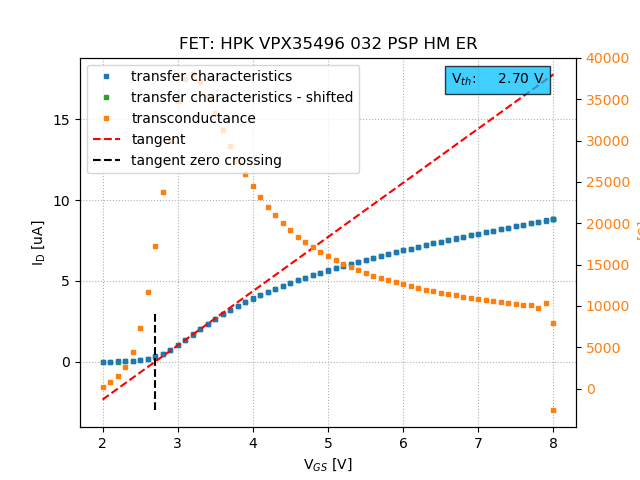 FET: HPK VPX35496 032 PSP HM ER
transfer characteristics
transfer characteristics - shifted
transconductance
tangent
tangent zero crossing
V_th: 2.70 V
I_D [uA]
15
10
5
0
40000
35000
30000
25000
20000
15000
10000
5000
0
2 3 4 5 6 7 8
V_GS [V]